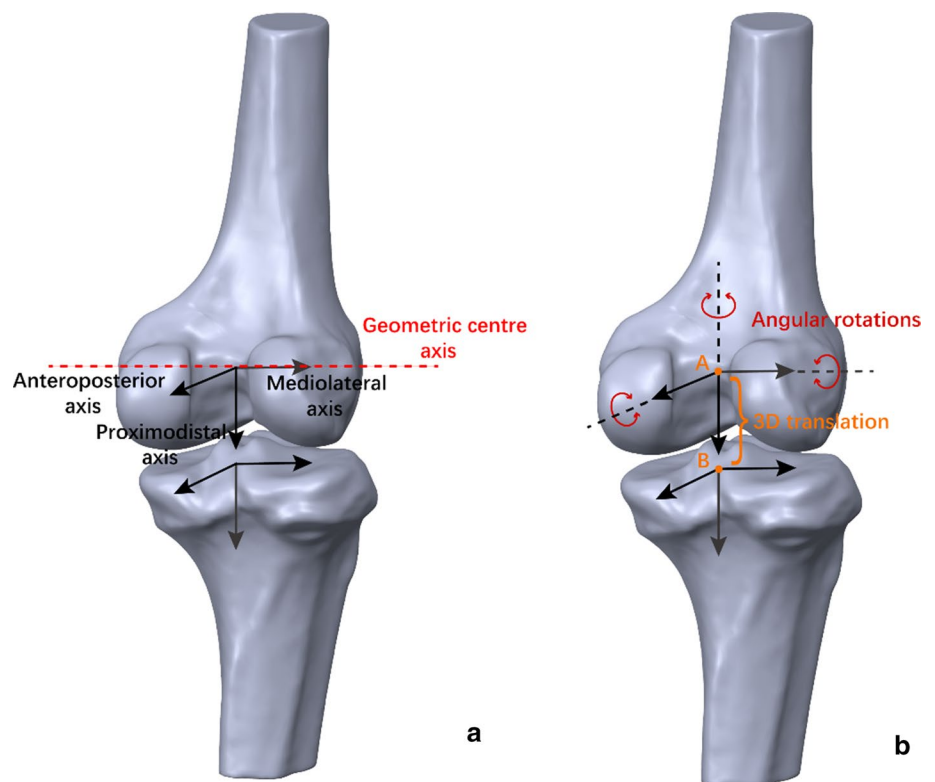 Geometric centre
axis
Anteroposterior
axis
Mediolateral
axis
Proximodistal
axis
a
Angular rotations
A
3D translation
B
b